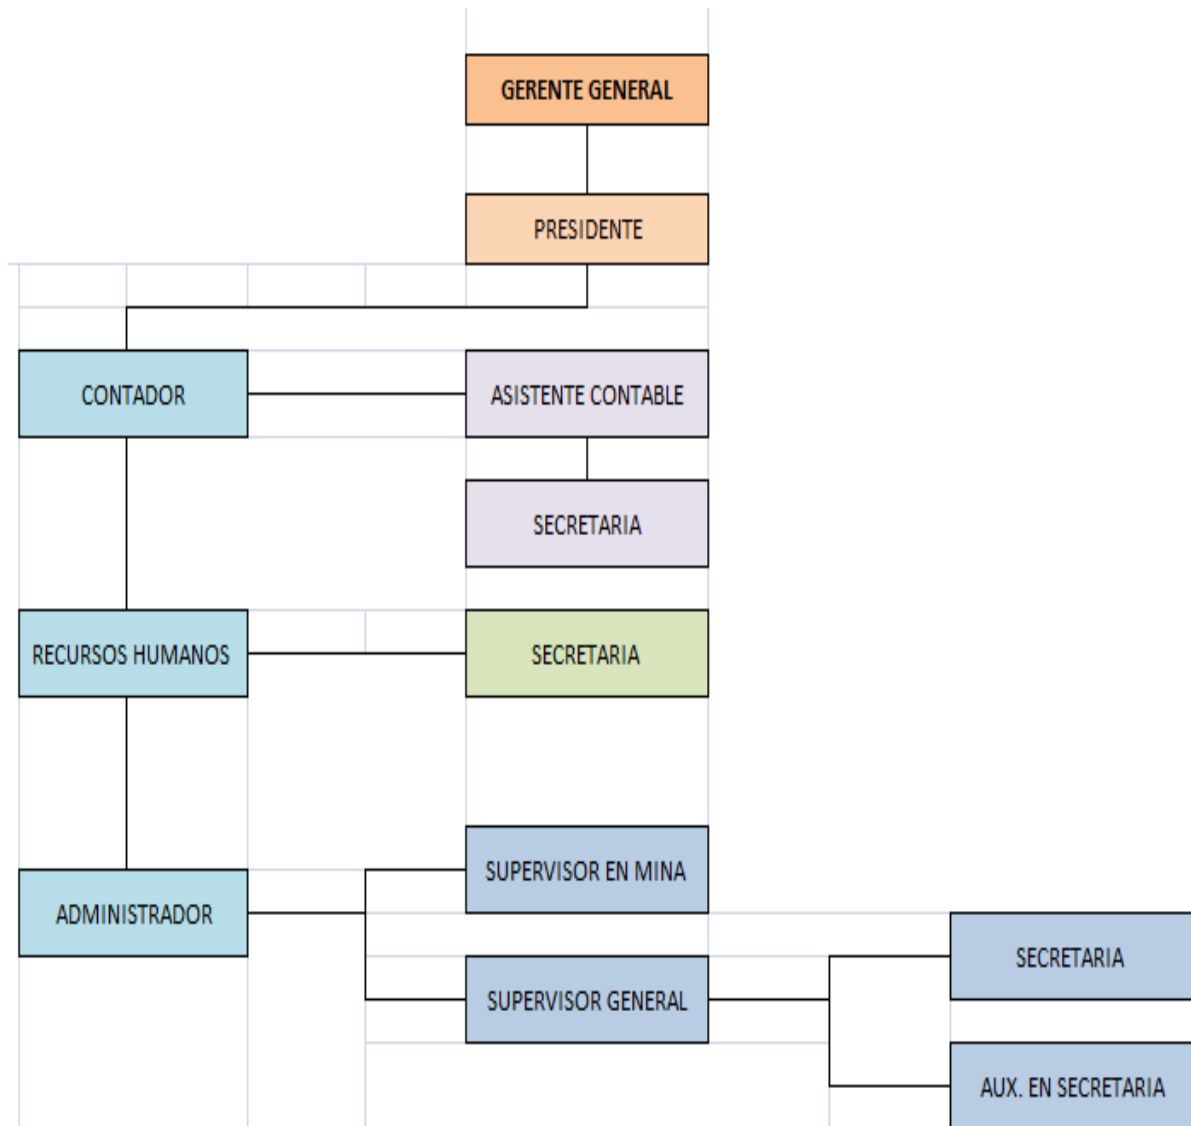 GERENTE GENERAL
PRESIDENTE
CONTADOR
ASISTENTE CONTABLE
SECRETARIA
RECURSOS HUMANOS
SECRETARIA
SUPERVISOR EN MINA
ADMINISTRADOR
SECRETARIA
SUPERVISOR GENERAL
AUX. EN SECRETARIA